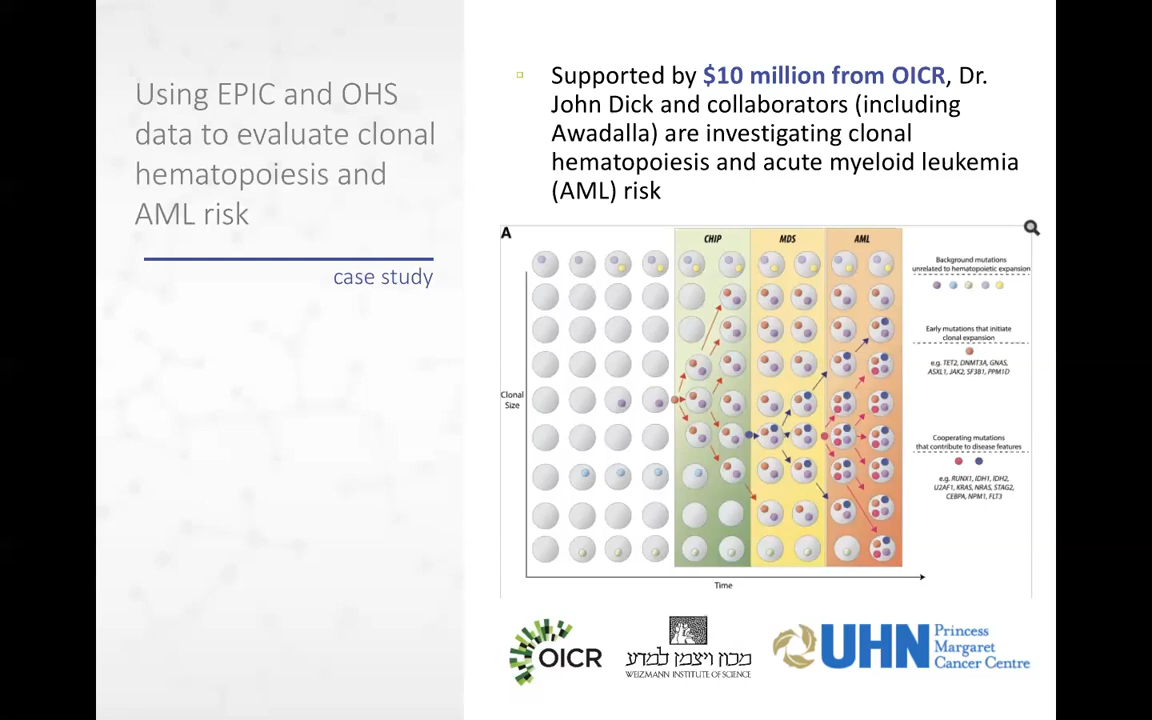 Using EPIC and OHS
data to evaluate clonal
hematopoiesis and
AML risk
case study
Supported by $10 million from OICR, Dr.
John Dick and collaborators (including
Awadalla) are investigating clonal
hematopoiesis and acute myeloid leukemia
(AML) risk
A
CHIP MDS AML
Clonal
Size
Time
Background mutations
unrelated to hematopoietic expansion
Early mutations that initiate
clonal expansion
e.g. TET2, DNMT3A, GNAS,
ASXL1, JAK2, SF3B1, PPM1D
Cooperating mutations
that contribute to disease features
e.g. RUNX1, IDH1, IDH2,
U2AF1, KRAS, NRAS, STAG2,
CEBPA, NPM1, FLT3
OICR
מכון ויצמן למדע
WEIZMANN INSTITUTE OF SCIENCE
UHN
Princess
Margaret
Cancer Centre